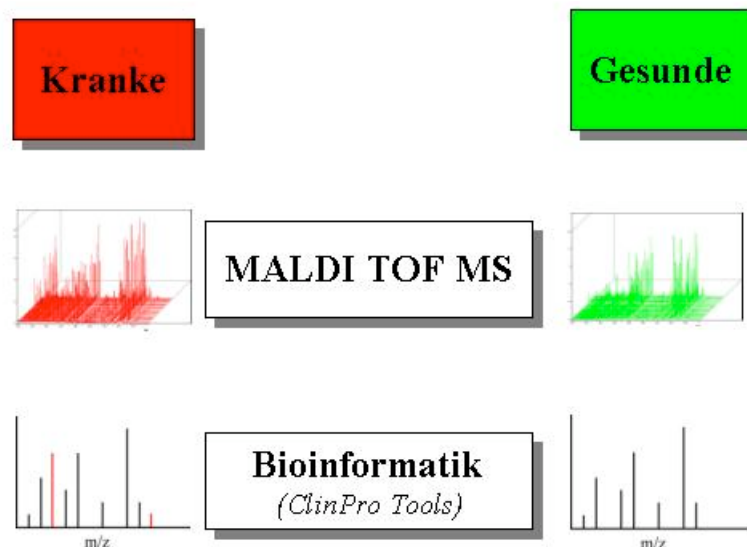 Kranke
Gesunde
MALDI TOF MS
Bioinformatik
(ClinPro Tools)
m/z
m/z